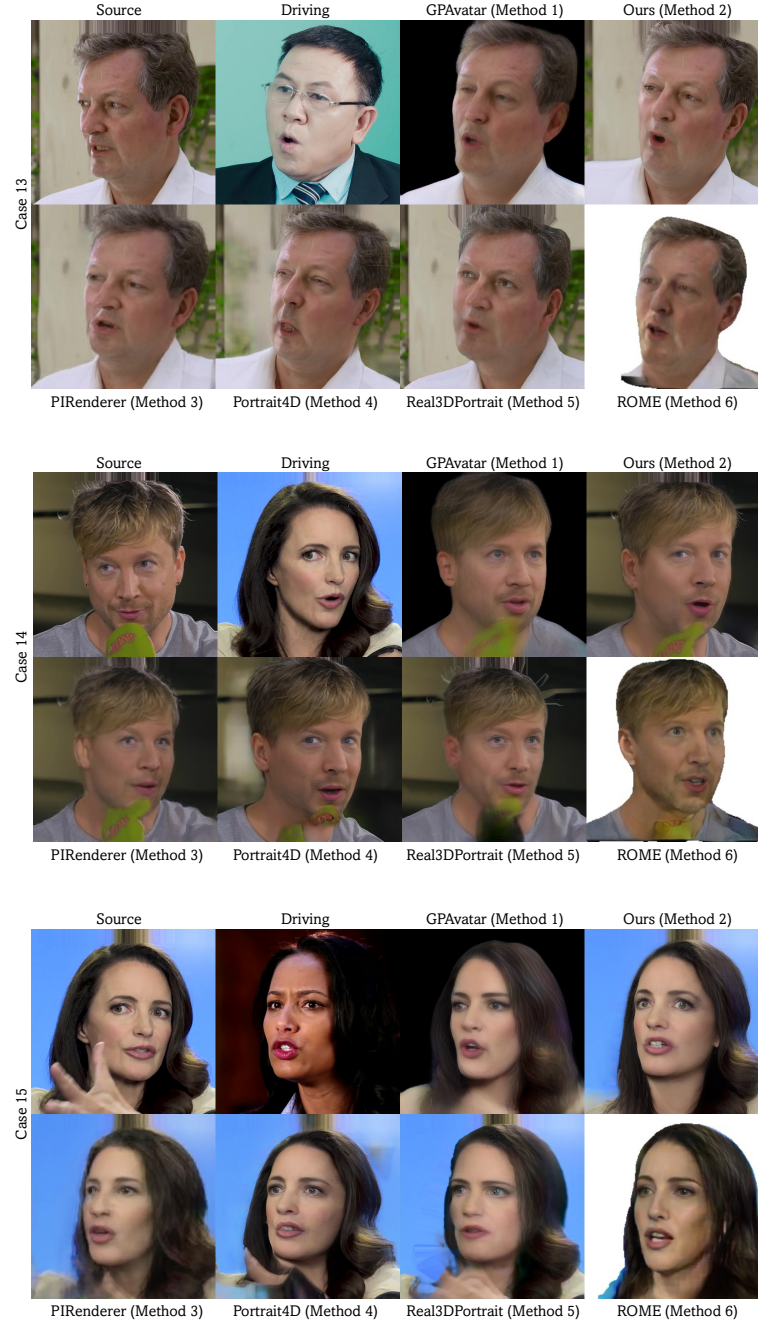 Source Driving GPAvatar (Method 1) Ours (Method 2)
Case 13
PIRenderer (Method 3) Portrait4D (Method 4) Real3DPortrait (Method 5) ROME (Method 6)
Source Driving GPAvatar (Method 1) Ours (Method 2)
Case 14
PIRenderer (Method 3) Portrait4D (Method 4) Real3DPortrait (Method 5) ROME (Method 6)
Source Driving GPAvatar (Method 1) Ours (Method 2)
Case 15
PIRenderer (Method 3) Portrait4D (Method 4) Real3DPortrait (Method 5) ROME (Method 6)